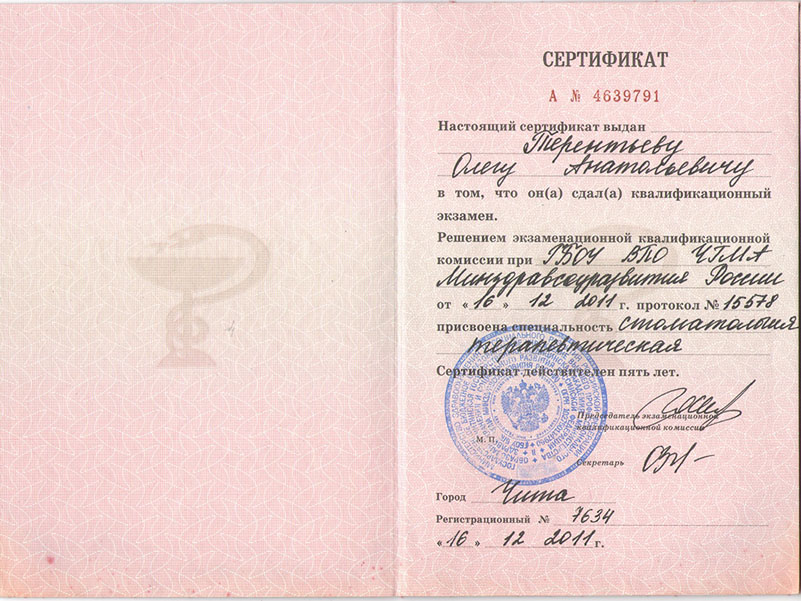 СЕРТИФИКАТ
А № 4639791
Настоящий сертификат выдан
Терентьеву
Олегу Анатольевичу
в том, что он(а) сдал(а) квалификационный
экзамен.
Решением экзаменационной квалификационной
комиссии при ГБОУ ВПО ЧГМА
Минздравсоцразвития России
от «16» 12 2011 г. протокол № 15578
присвоена специальность стоматология
терапевтическая
Сертификат действителен пять лет.
Председатель экзаменационной
квалификационной комиссии
М. П.
Секретарь
Город Чита
Регистрационный № 7634
«16» 12 2011 г.